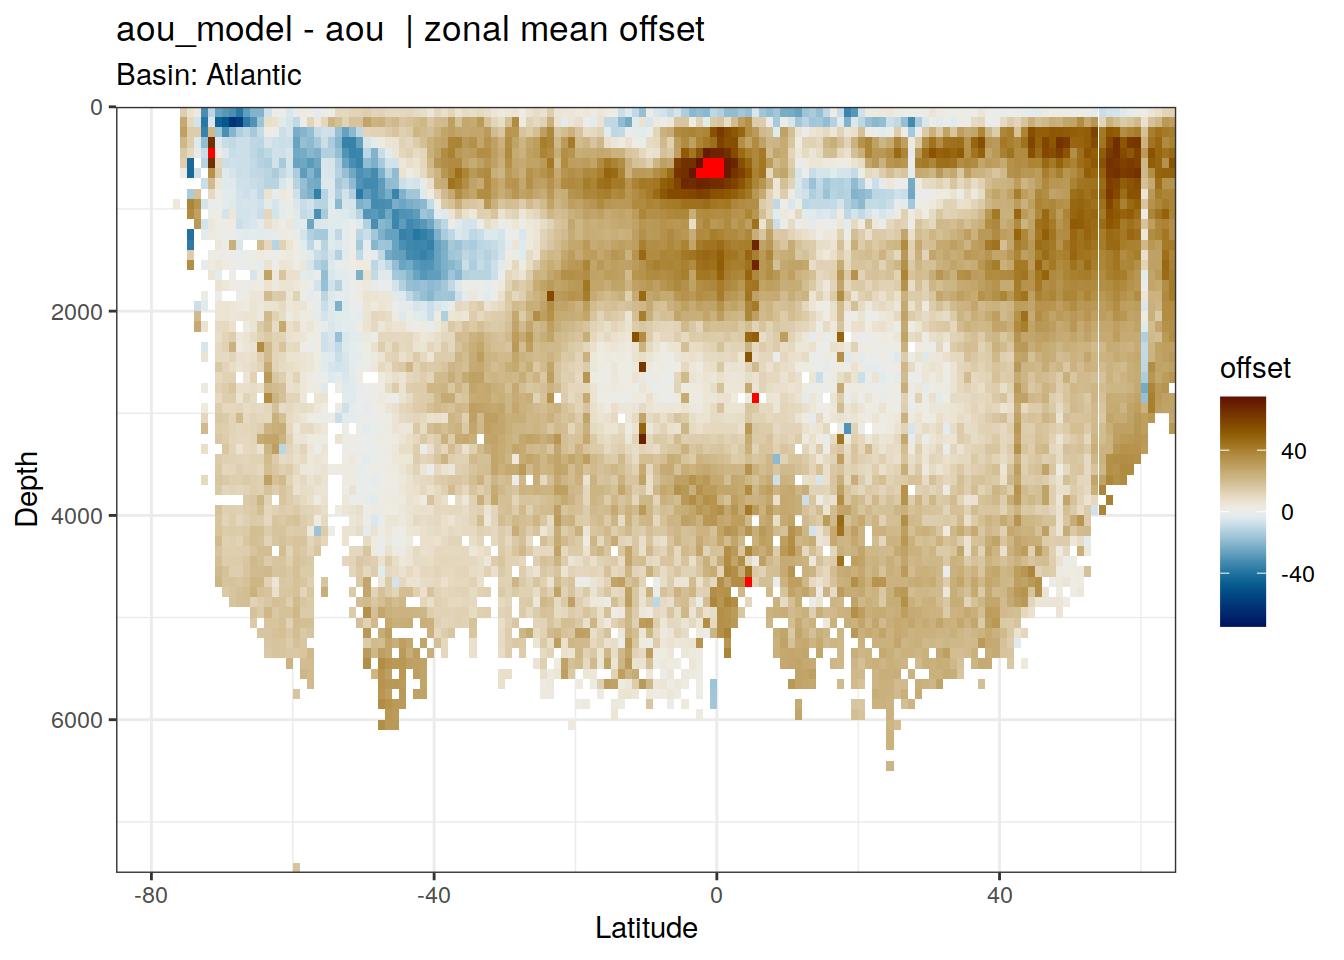 aou_model - aou  | zonal mean offset
Basin: Atlantic
0
2000
4000
6000
Depth
-80
-40
0
40
Latitude
offset
40
0
-40